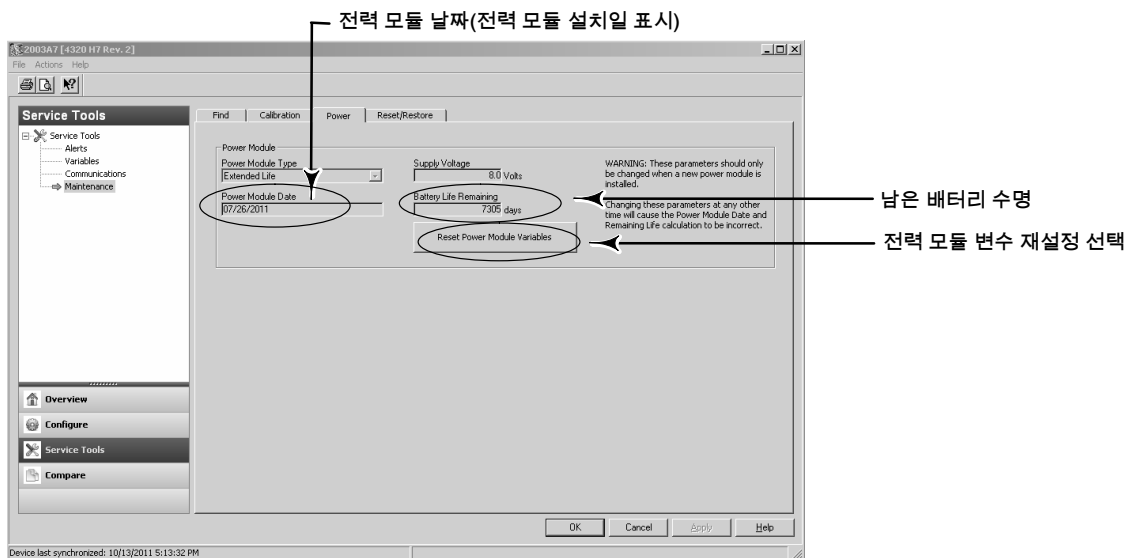 전력 모듈 날짜(전력 모듈 설치일 표시)
2003A7 [4320 H7 Rev. 2]
File Actions Help
Service Tools
Service Tools
Alerts
Variables
Communications
Maintenance
Overview
Configure
Service Tools
Compare
Find Calibration Power Reset/Restore
Power Module
Power Module Type
Extended Life
Power Module Date
07/26/2011
Supply Voltage
8.0 Volts
Battery Life Remaining
7305 days
Reset Power Module Variables
WARNING: These parameters should only
be changed when a new power module is
installed.
Changing these parameters at any other
time will cause the Power Module Date and
Remaining Life calculation to be incorrect.
남은 배터리 수명
전력 모듈 변수 재설정 선택
OK Cancel Apply Help
Device last synchronized: 10/13/2011 5:13:32 PM